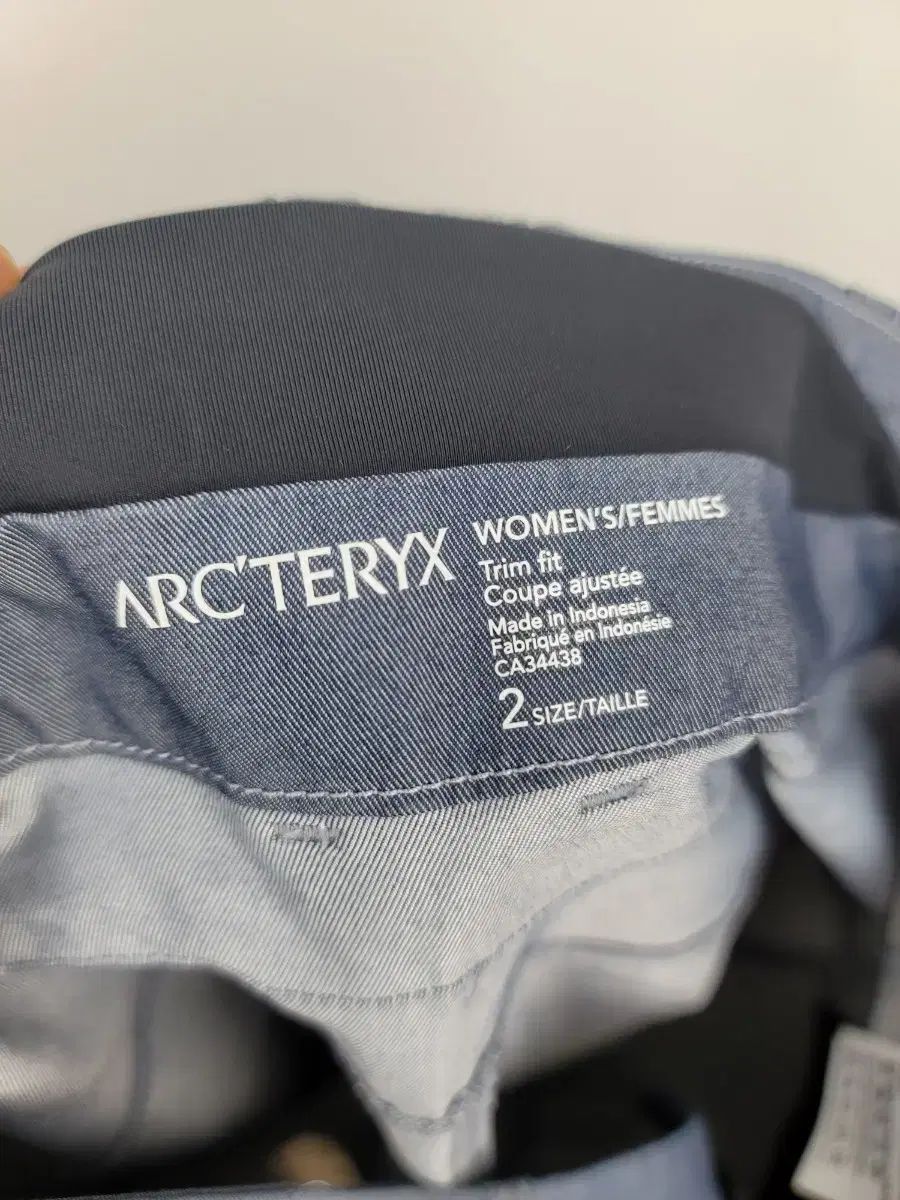 ARC'TERYX
WOMEN'S/FEMMES
Trim fit
Coupe ajustée
Made in Indonesia
Fabriqué en Indonésie
CA34438
2 SIZE/TAILLE